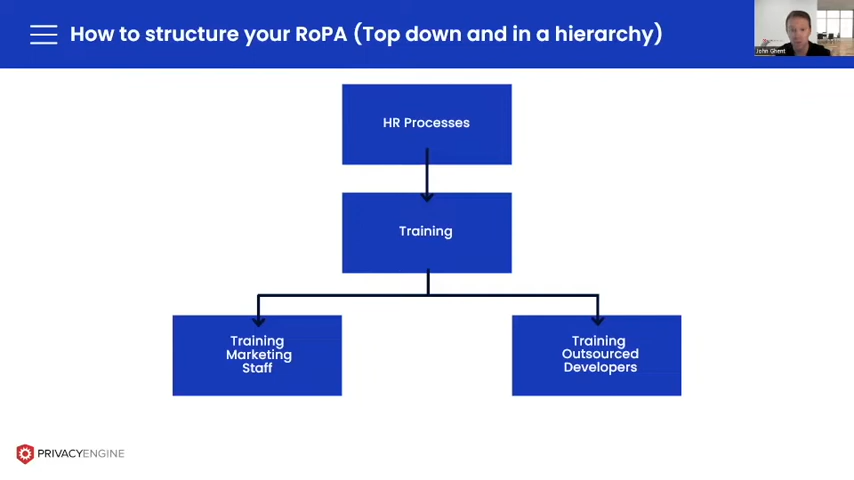 How to structure your RoPA (Top down and in a hierarchy)
John Ghent
HR Processes
Training
Training
Marketing
Staff
Training
Outsourced
Developers
PRIVACYENGINE